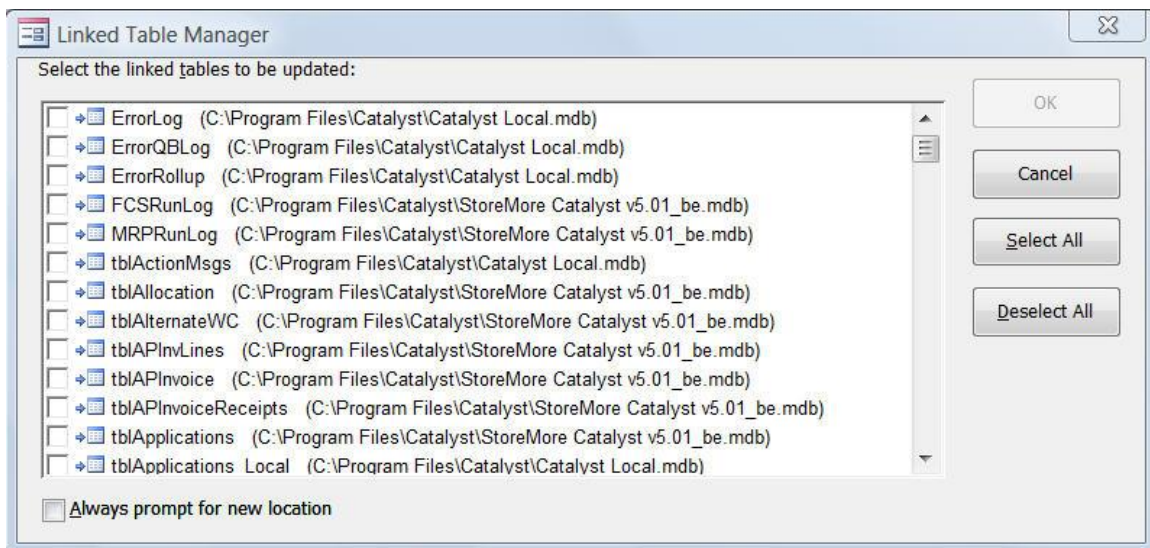 Linked Table Manager
Select the linked tables to be updated:
ErrorLog (C:\Program Files\Catalyst\Catalyst Local.mdb)
ErrorQBLog (C:\Program Files\Catalyst\Catalyst Local.mdb)
ErrorRollup (C:\Program Files\Catalyst\Catalyst Local.mdb)
FCSRunLog (C:\Program Files\Catalyst\StoreMore Catalyst v5.01_be.mdb)
MRPRunLog (C:\Program Files\Catalyst\StoreMore Catalyst v5.01_be.mdb)
tblActionMsgs (C:\Program Files\Catalyst\Catalyst Local.mdb)
tblAllocation (C:\Program Files\Catalyst\StoreMore Catalyst v5.01_be.mdb)
tblAlternateWC (C:\Program Files\Catalyst\StoreMore Catalyst v5.01_be.mdb)
tblAPInvLines (C:\Program Files\Catalyst\StoreMore Catalyst v5.01_be.mdb)
tblAPInvoice (C:\Program Files\Catalyst\StoreMore Catalyst v5.01_be.mdb)
tblAPInvoiceReceipts (C:\Program Files\Catalyst\StoreMore Catalyst v5.01_be.mdb)
tblApplications (C:\Program Files\Catalyst\StoreMore Catalyst v5.01_be.mdb)
tblApplications_Local (C:\Program Files\Catalyst\Catalyst Local.mdb)
Always prompt for new location
OK
Cancel
Select All
Deselect All